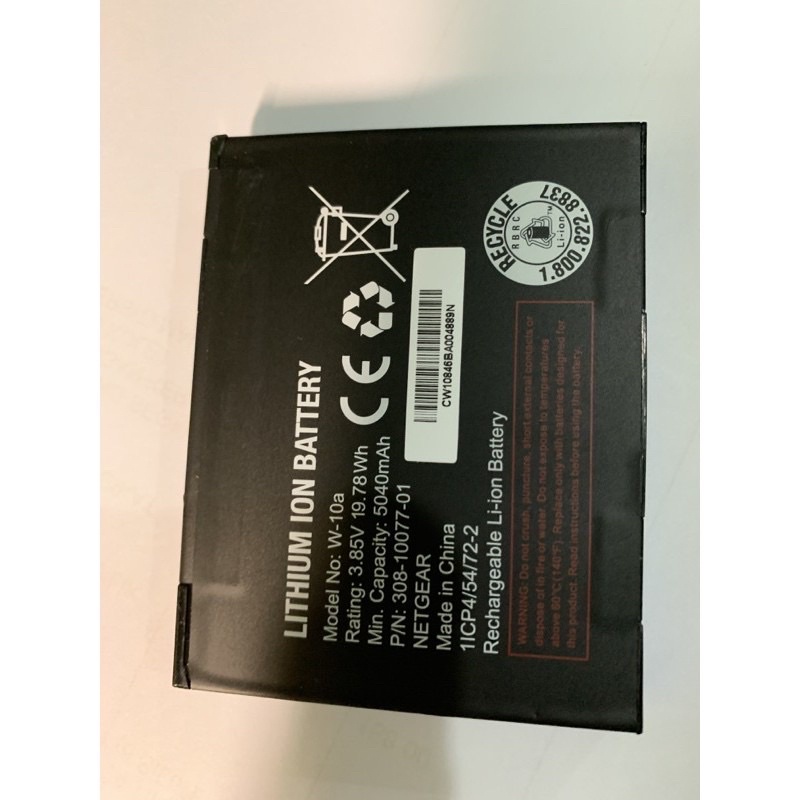 LITHIUM ION BATTERY
Model No: W-10a
Rating: 3.85V 19.78Wh
Min. Capacity: 5040mAh
P/N: 308-10077-01
NETGEAR
Made in China
1ICP4/54/72-2
Rechargeable Li-ion Battery
CE
CW10846BA004889N
RECYCLE
RBRC
TM
Li-ion
1.800.822.8837
WARNING: Do not crush, puncture, short external contacts or
dispose of in fire or water. Do not expose to temperatures
above 60°C (140°F). Replace only with batteries designed for
this product. Read instructions before using the battery.